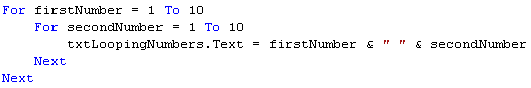 For firstNumber = 1 To 10
    For secondNumber = 1 To 10
        txtLoopingNumbers.Text = firstNumber & " " & secondNumber
    Next
Next